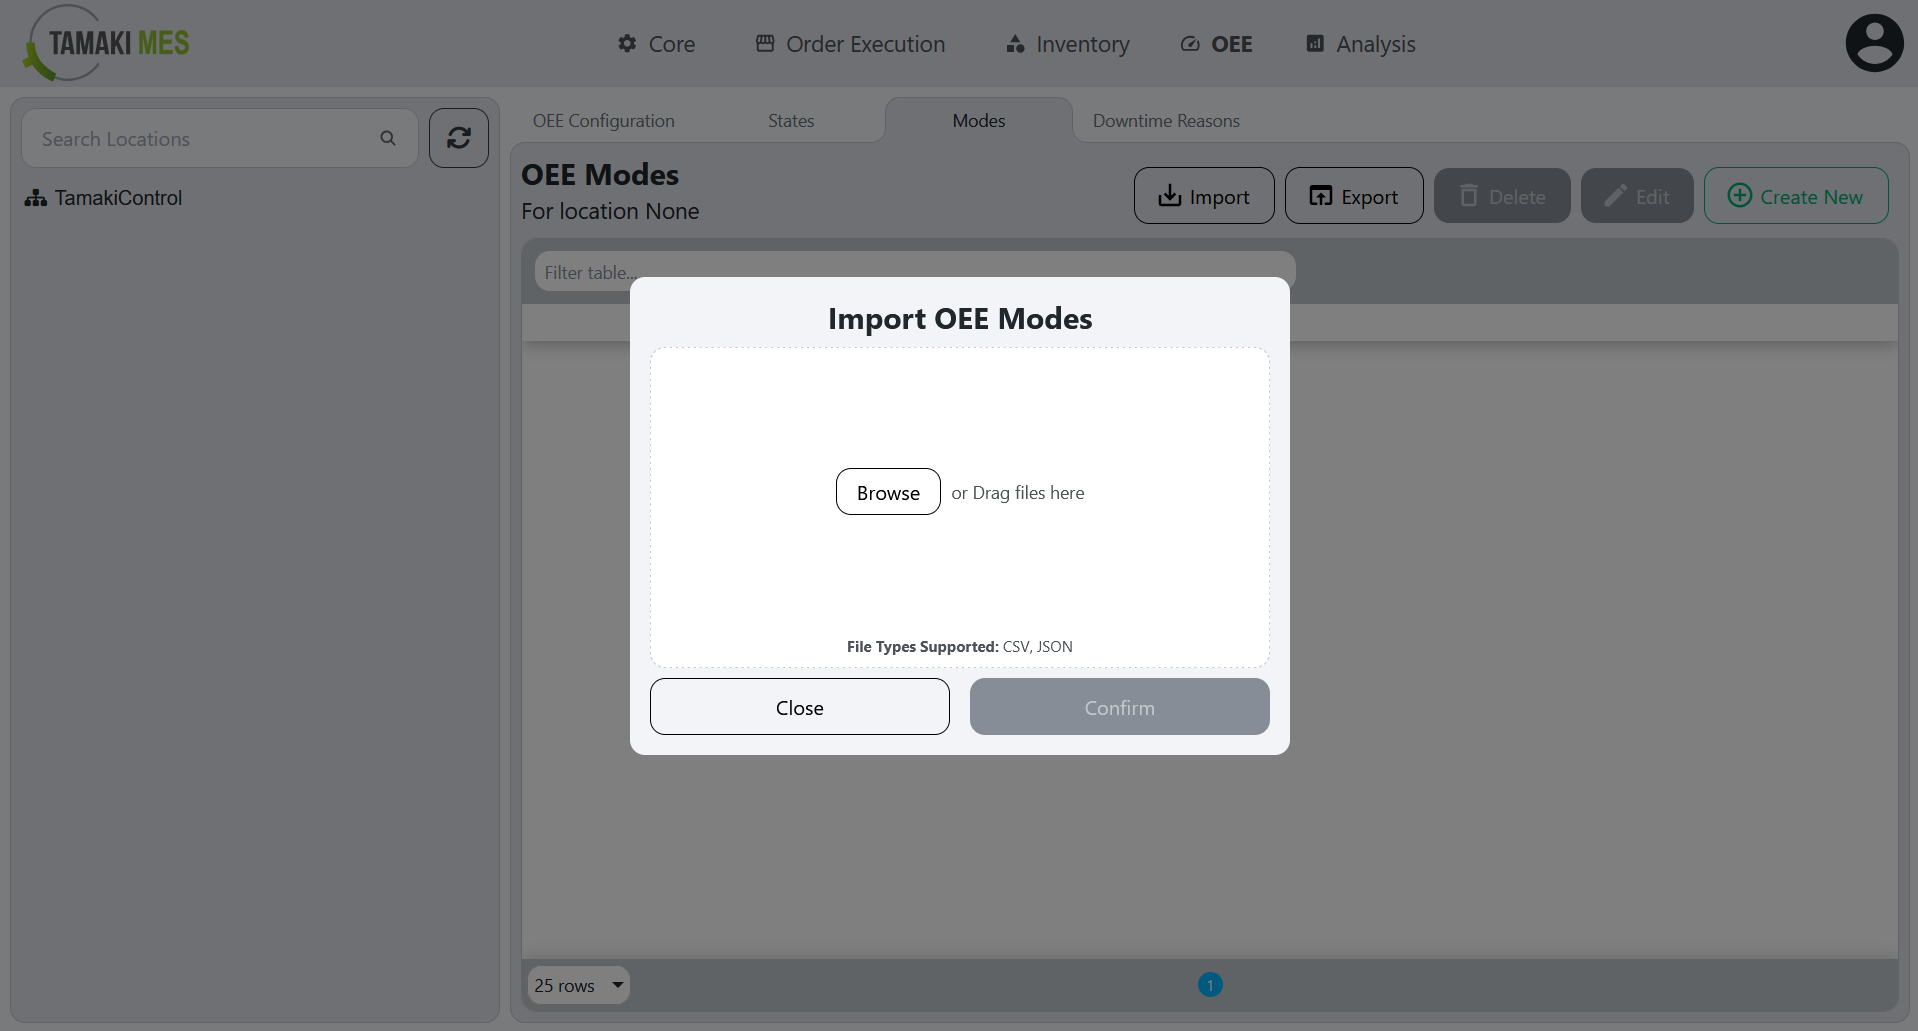 TAMAKI MES
Core
Order Execution
Inventory
OEE
Analysis
Search Locations
TamakiControl
OEE Configuration
States
Modes
Downtime Reasons
OEE Modes
For location None
Import
Export
Delete
Edit
Create New
Filter table...
Import OEE Modes
Browse or Drag files here
File Types Supported: CSV, JSON
Close
Confirm
25 rows
1